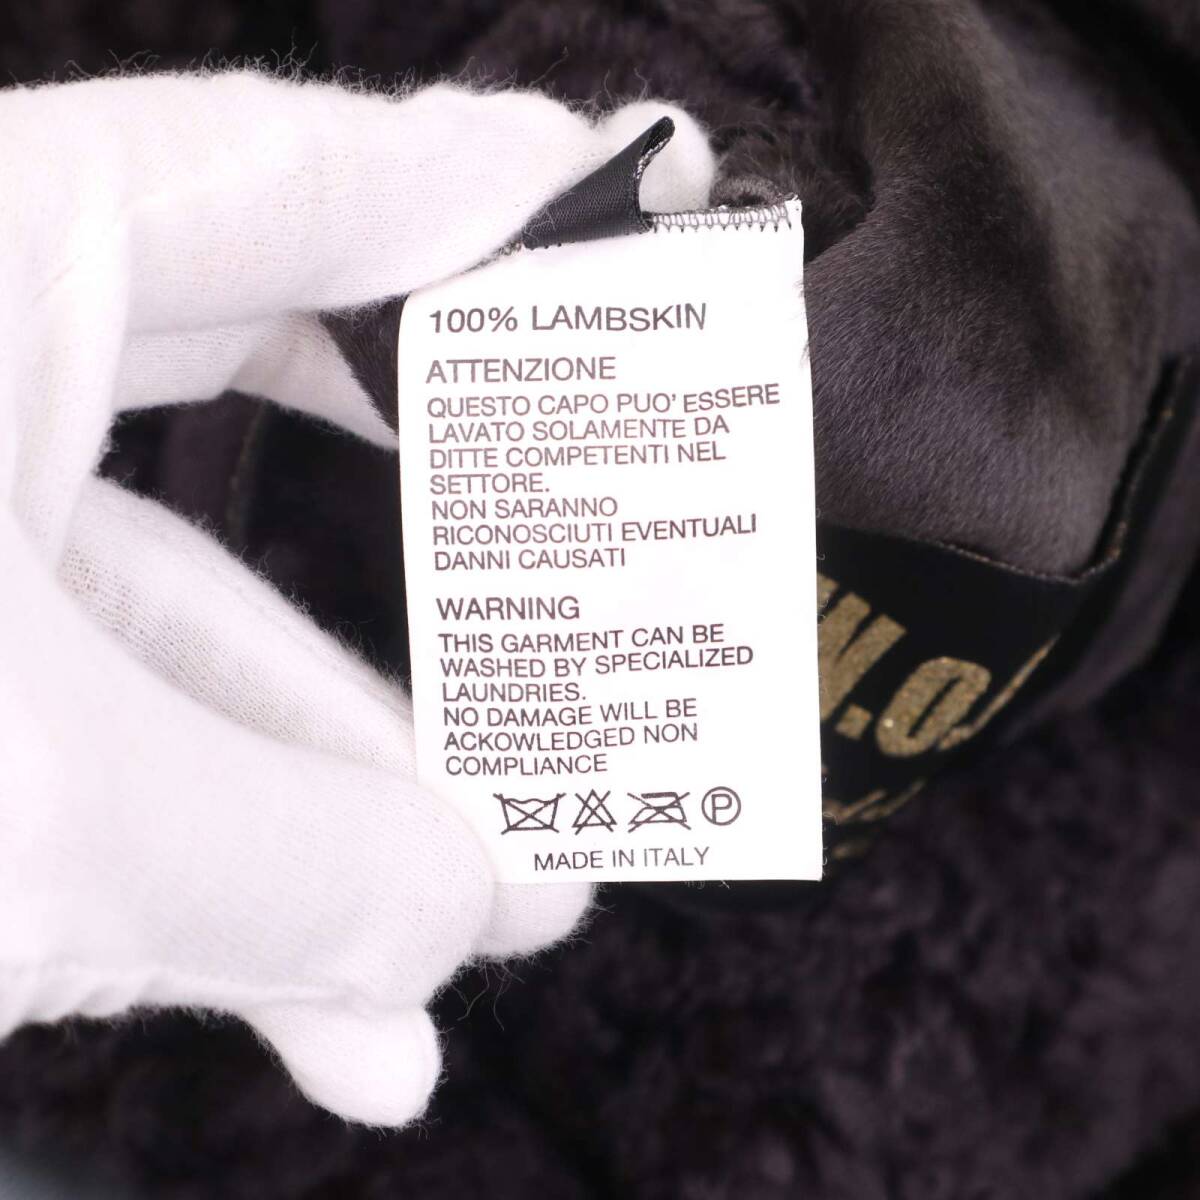 100% LAMBSKIN
ATTENZIONE
QUESTO CAPO PUO' ESSERE
LAVATO SOLAMENTE DA
DITTE COMPETENTI NEL
SETTORE.
NON SARANNO
RICONOSCIUTI EVENTUALI
DANNI CAUSATI
WARNING
THIS GARMENT CAN BE
WASHED BY SPECIALIZED
LAUNDRIES.
NO DAMAGE WILL BE
ACKOWLEDGED NON
COMPLIANCE
P
MADE IN ITALY
W.o.